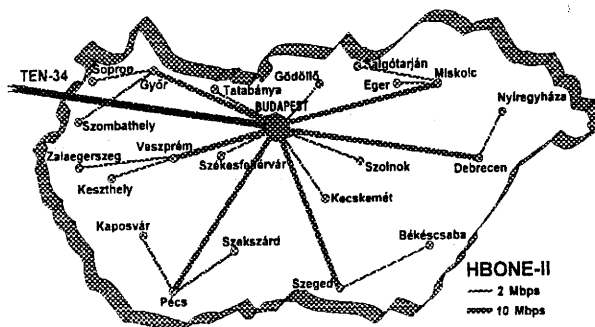 Sopron
Salgótarján
TEN-34
Győr
Gödöllő
Miskolc
Tatabánya
Eger
BUDAPEST
Nyíregyháza
Szombathely
Zalaegerszeg
Veszprém
Székesfehérvár
Szolnok
Debrecen
Keszthely
Kecskemét
Kaposvár
Szekszárd
Békéscsaba
HBONE-II
Szeged
2 Mbps
Pécs
10 Mbps